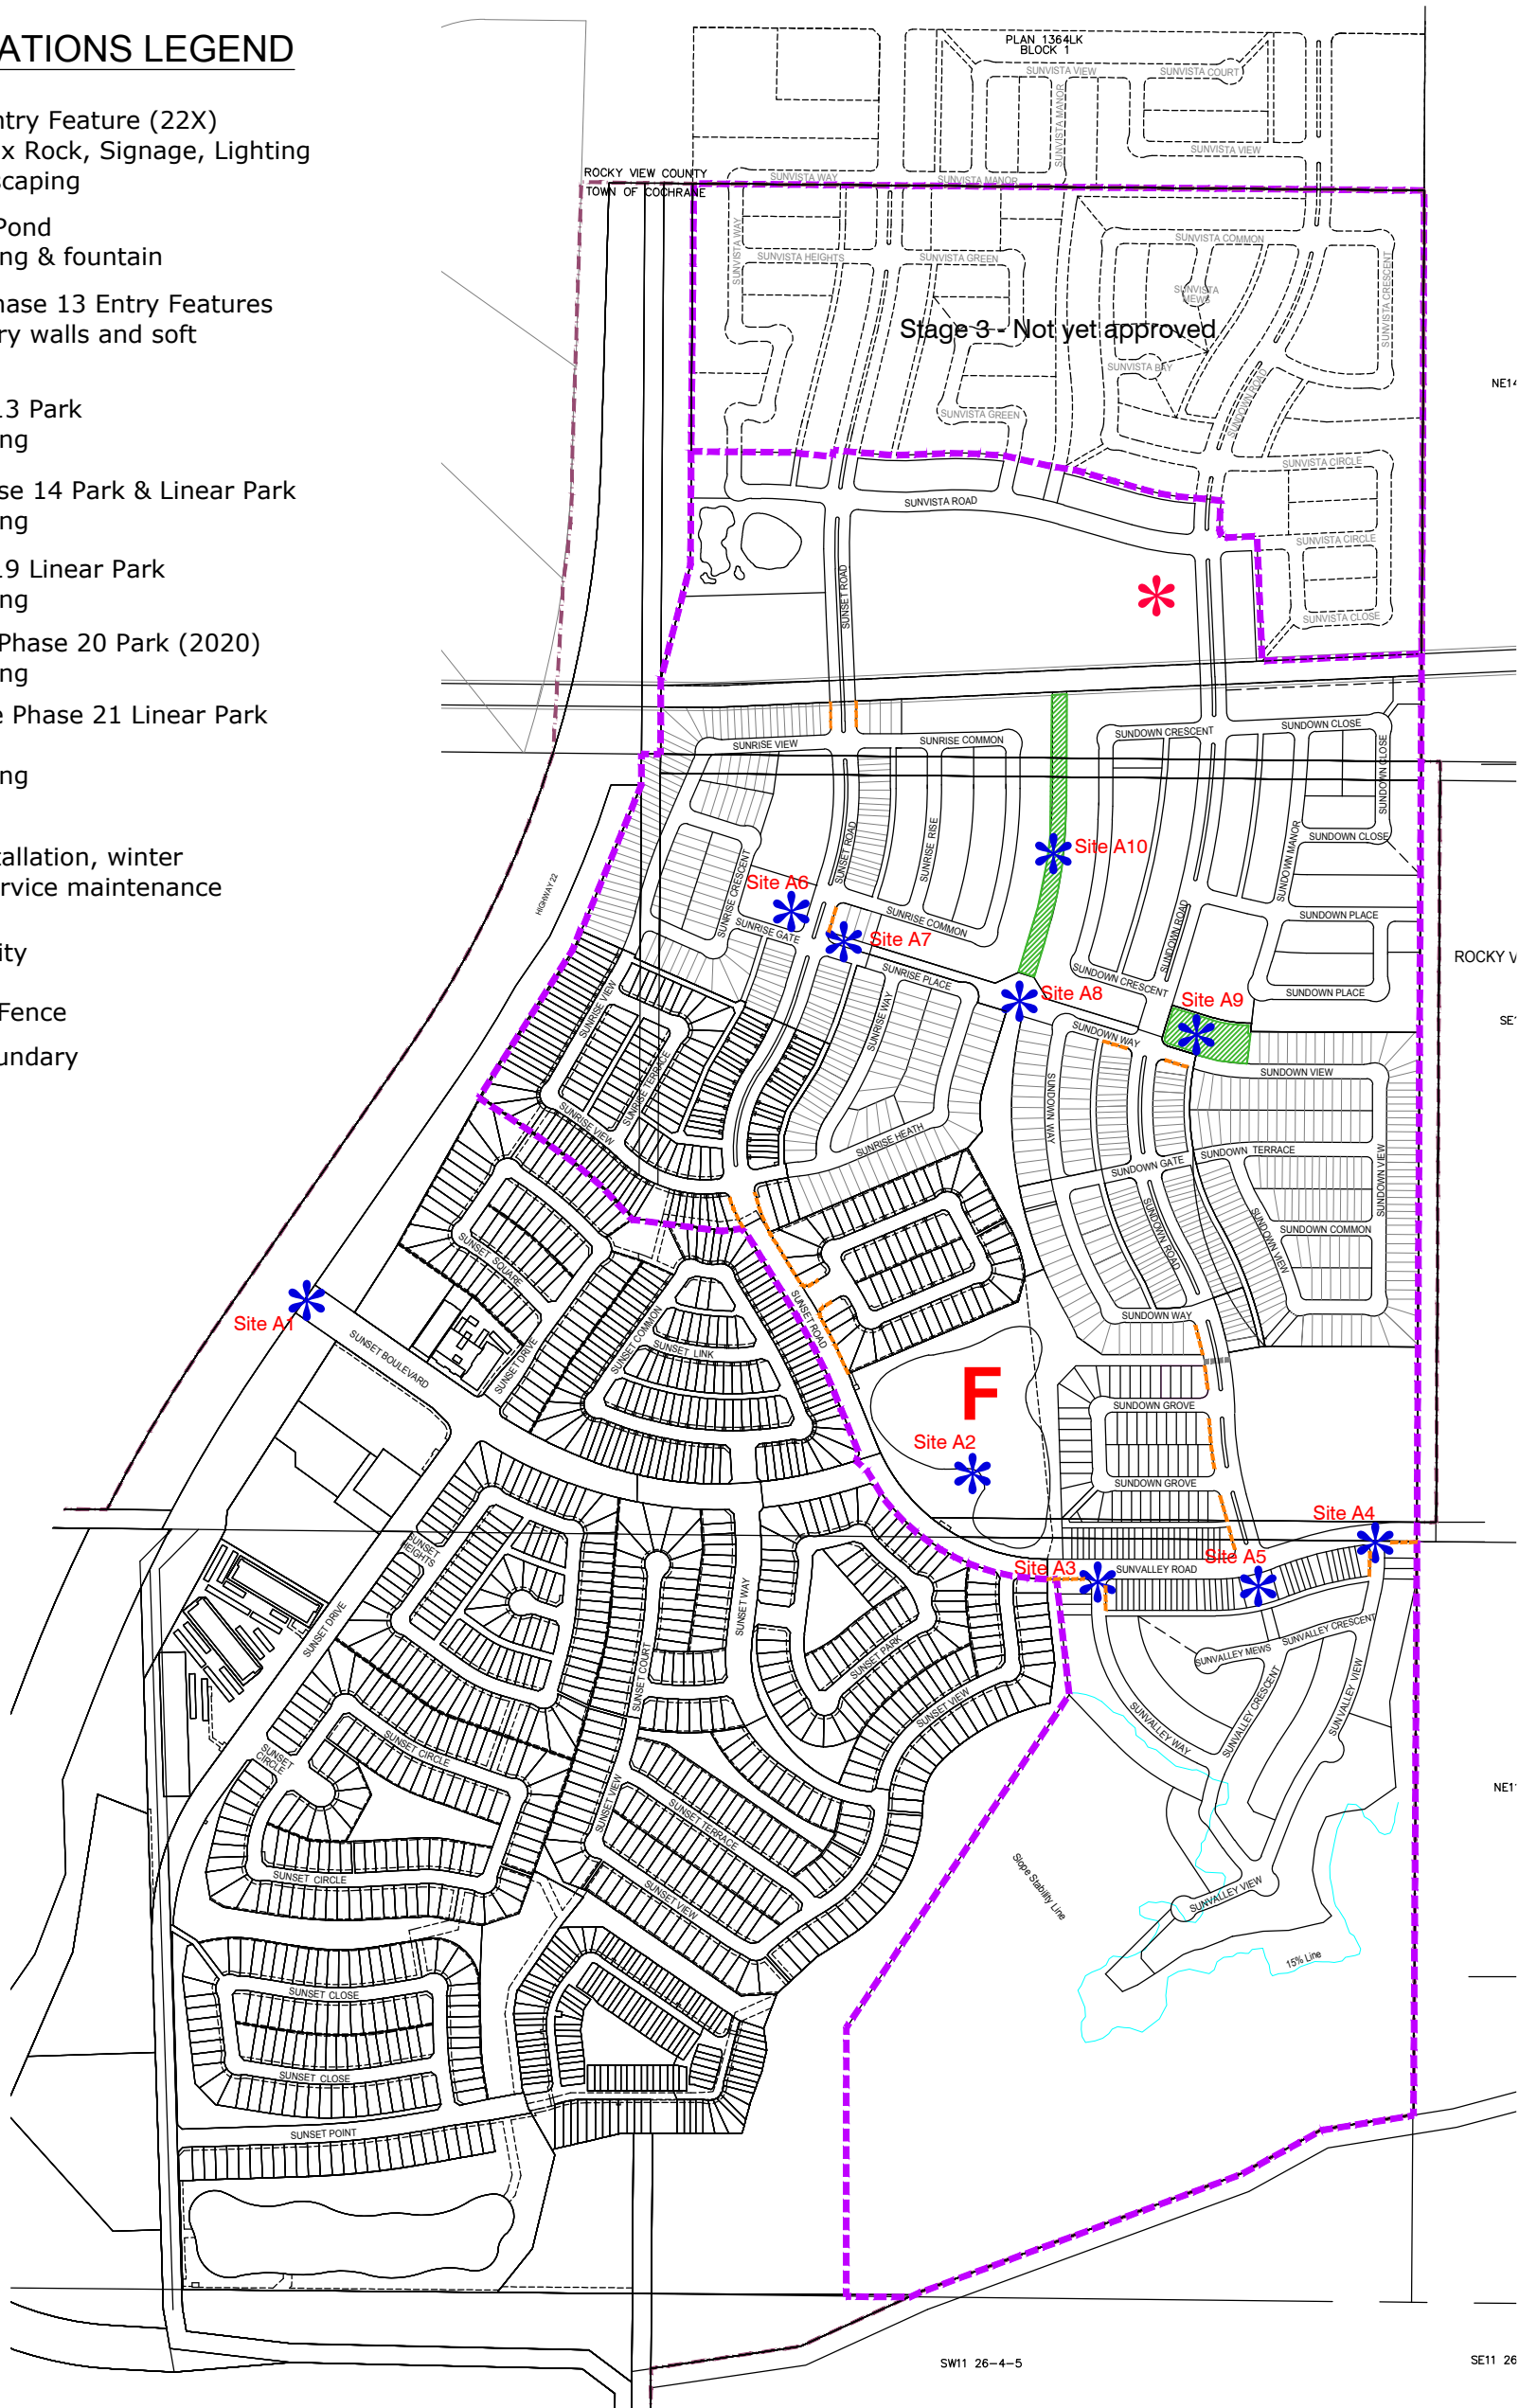 ATIONS LEGEND
ntry Feature (22X)
x Rock, Signage, Lighting
scaping
Pond
ng & fountain
hase 13 Entry Features
ry walls and soft
13 Park
ng
se 14 Park & Linear Park
ng
19 Linear Park
ng
Phase 20 Park (2020)
ng
e Phase 21 Linear Park
ng
tallation, winter
rvice maintenance
ity
Fence
undary
PLAN 1364LK
BLOCK 1
SUNVISTA VIEW
SUNVISTA COURT
SUNVISTA MANOR
SUNVISTA VIEW
ROCKY VIEW COUNTY
TOWN OF COCHRANE
SUNVISTA WAY
SUNVISTA MANOR
SUNVISTA WAY
SUNVISTA HEIGHTS
SUNVISTA GREEN
SUNVISTA COMMON
SUNVISTA CRESCENT
SUNVISTA
MEWS
Stage 3 - Not yet approved
SUNVISTA BAY
SUNDOWN ROAD
NE14
SUNVISTA GREEN
SUNVISTA CIRCLE
SUNVISTA ROAD
SUNVISTA CIRCLE
SUNSET ROAD
SUNVISTA CLOSE
SUNRISE VIEW
SUNRISE COMMON
SUNDOWN CRESCENT
SUNDOWN CLOSE
SUNDOWN CLOSE
SUNRISE RISE
SUNSET ROAD
SUNDOWN MANOR
SUNDOWN CLOSE
Site A10
HIGHWAY 22
SUNRISE CRESCENT
Site A6
SUNRISE GATE
SUNRISE COMMON
Site A7
SUNDOWN ROAD
SUNDOWN PLACE
ROCKY V
SUNRISE PLACE
SUNDOWN CRESCENT
SUNDOWN PLACE
Site A8
Site A9
SE1
SUNRISE VIEW
SUNRISE WAY
SUNDOWN WAY
SUNRISE TERRACE
SUNDOWN WAY
SUNDOWN VIEW
SUNRISE VIEW
SUNRISE HEATH
SUNDOWN GATE
SUNDOWN TERRACE
SUNDOWN VIEW
SUNDOWN ROAD
SUNDOWN VIEW
SUNDOWN COMMON
SUNSET SQUARE
SUNSET ROAD
SUNDOWN WAY
Site A1
SUNSET BOULEVARD
SUNSET DRIVE
SUNSET COMMON
SUNSET LINK
F
SUNDOWN GROVE
Site A2
SUNDOWN GROVE
Site A4
SUNSET
HEIGHTS
Site A3
SUNVALLEY ROAD
Site A5
SUNSET DRIVE
SUNSET COURT
SUNSET WAY
SUNSET PARK
SUNVALLEY MEWS
SUNVALLEY CRESCENT
SUNSET VIEW
SUNVALLEY WAY
SUNVALLEY CRESCENT
SUNVALLEY VIEW
SUNSET
CIRCLE
SUNSET CIRCLE
SUNSET VIEW
SUNSET TERRACE
NE11
SUNSET CIRCLE
SUNSET VIEW
Slope Stability Line
SUNVALLEY VIEW
15% Line
SUNSET CLOSE
SUNSET CLOSE
SUNSET POINT
SW11 26-4-5
SE11 26